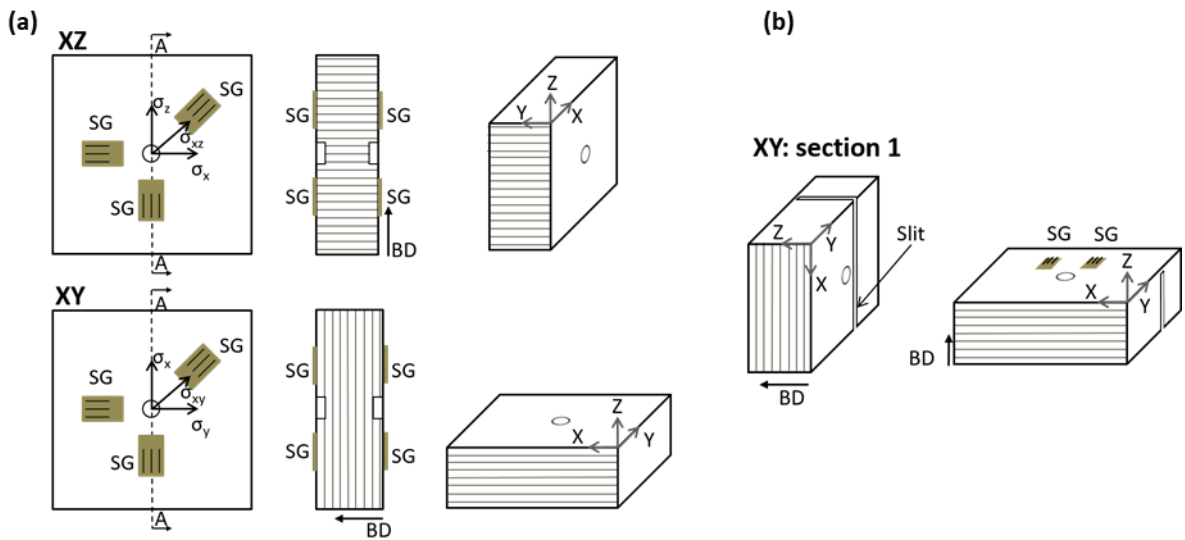 (a)
XZ
A
SG
σz
SG
σxz
σx
SG
A
SG
SG
SG
SG
BD
Z
Y
X
XY
A
SG
σx
SG
σxy
σy
SG
A
SG
SG
SG
SG
BD
Z
X
Y
(b)
XY: section 1
Z
Y
X
Slit
BD
SG
SG
Z
X
Y
BD